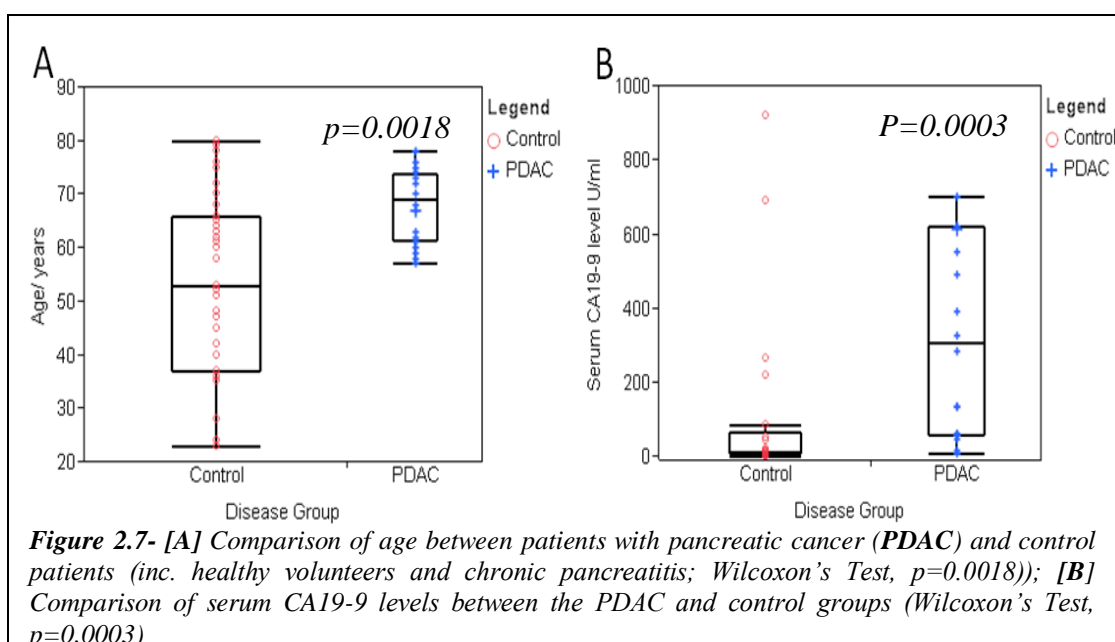 A
90
80
70
60
50
40
30
20
Age/ years
p=0.0018
Legend
Control
PDAC
Control
PDAC
Disease Group
B
1000
800
600
400
200
0
Serum CA19-9 level U/ml
P=0.0003
Legend
Control
PDAC
Control
PDAC
Disease Group
Figure 2.7- [A] Comparison of age between patients with pancreatic cancer (PDAC) and control
patients (inc. healthy volunteers and chronic pancreatitis; Wilcoxon's Test, p=0.0018)); [B]
Comparison of serum CA19-9 levels between the PDAC and control groups (Wilcoxon's Test,
p=0.0003)